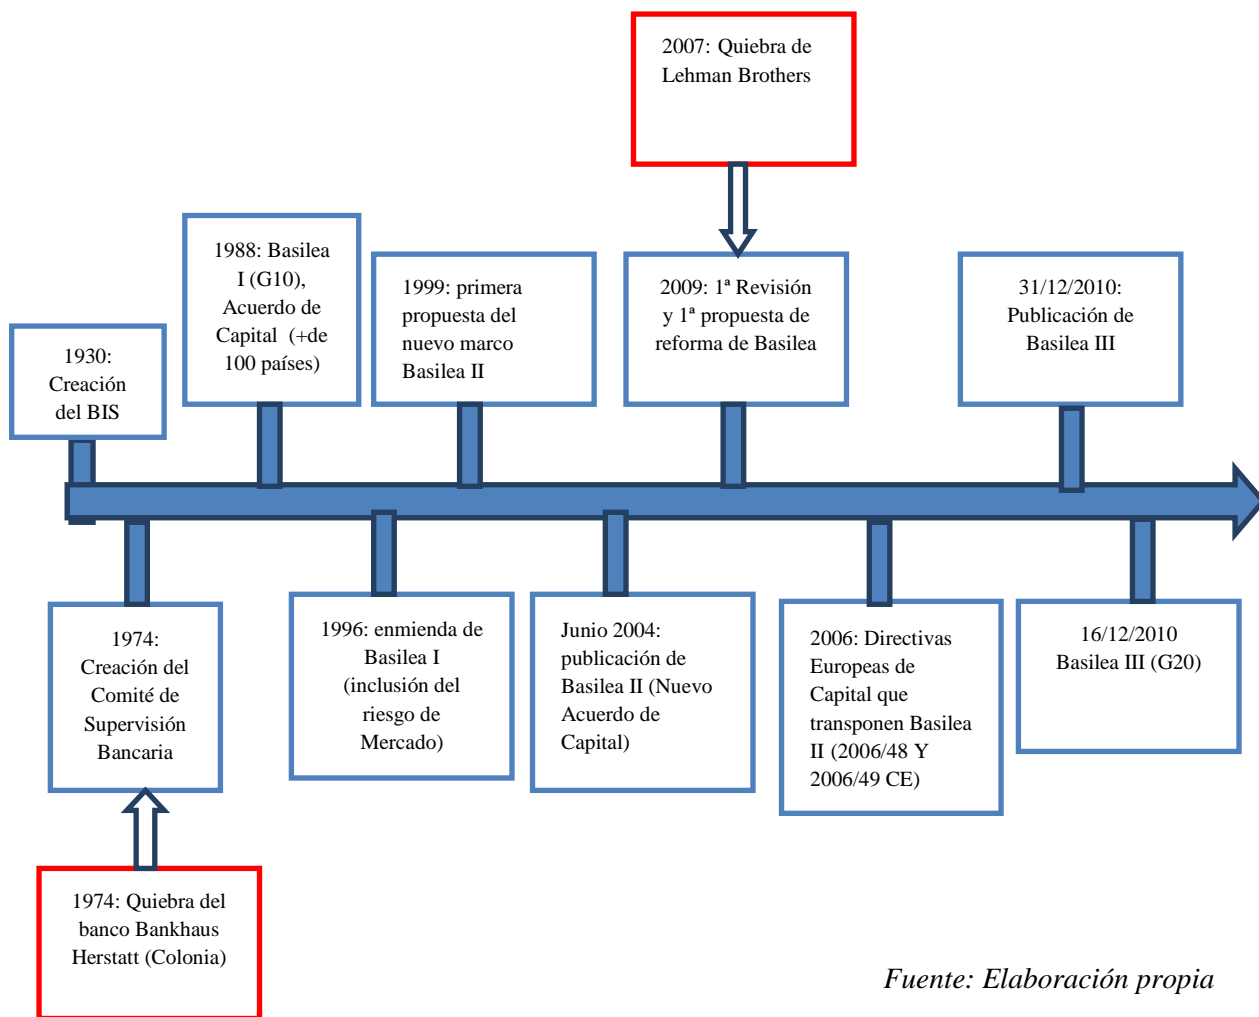 2007: Quiebra de
Lehman Brothers
1988: Basilea
I (G10),
Acuerdo de
Capital (+de
100 países)
1999: primera
propuesta del
nuevo marco
Basilea II
2009: 1ª Revisión
y 1ª propuesta de
reforma de Basilea
31/12/2010:
Publicación de
Basilea III
1930:
Creación
del BIS
1974:
Creación del
Comité de
Supervisión
Bancaria
1996: enmienda de
Basilea I
(inclusión del
riesgo de
Mercado)
Junio 2004:
publicación de
Basilea II (Nuevo
Acuerdo de
Capital)
2006: Directivas
Europeas de
Capital que
transponen Basilea
II (2006/48 Y
2006/49 CE)
16/12/2010
Basilea III (G20)
1974: Quiebra del
banco Bankhaus
Herstatt (Colonia)
Fuente: Elaboración propia